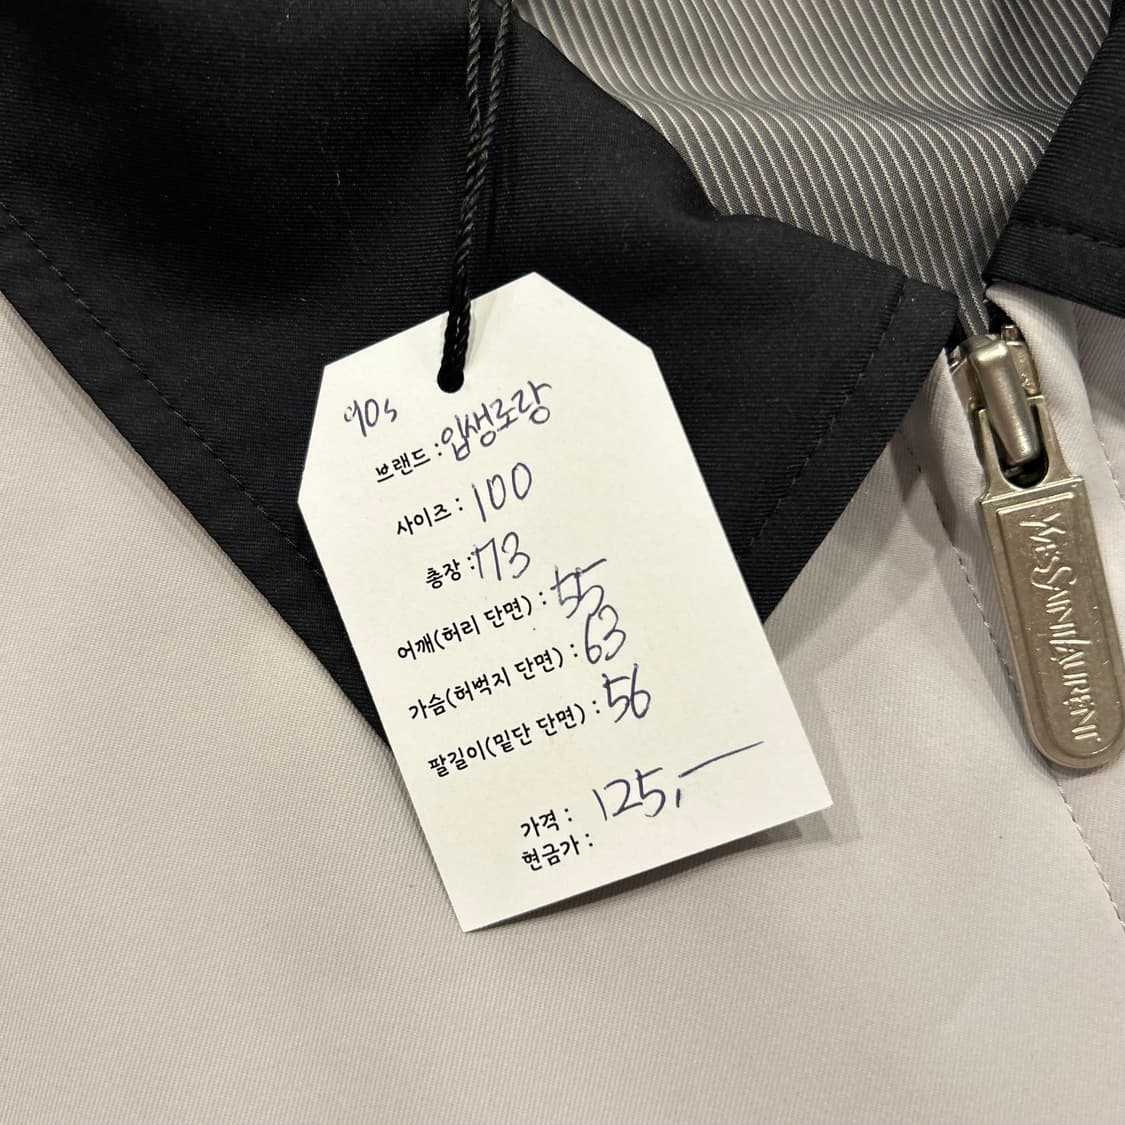 90s
브랜드 : 입생로랑
사이즈 : 100
총장 : 73
어깨(허리 단면) : 55
가슴(허벅지 단면) : 63
팔길이(밑단 단면) : 56
가격 : 125,
현금가 :
YVES SAINT LAURENT